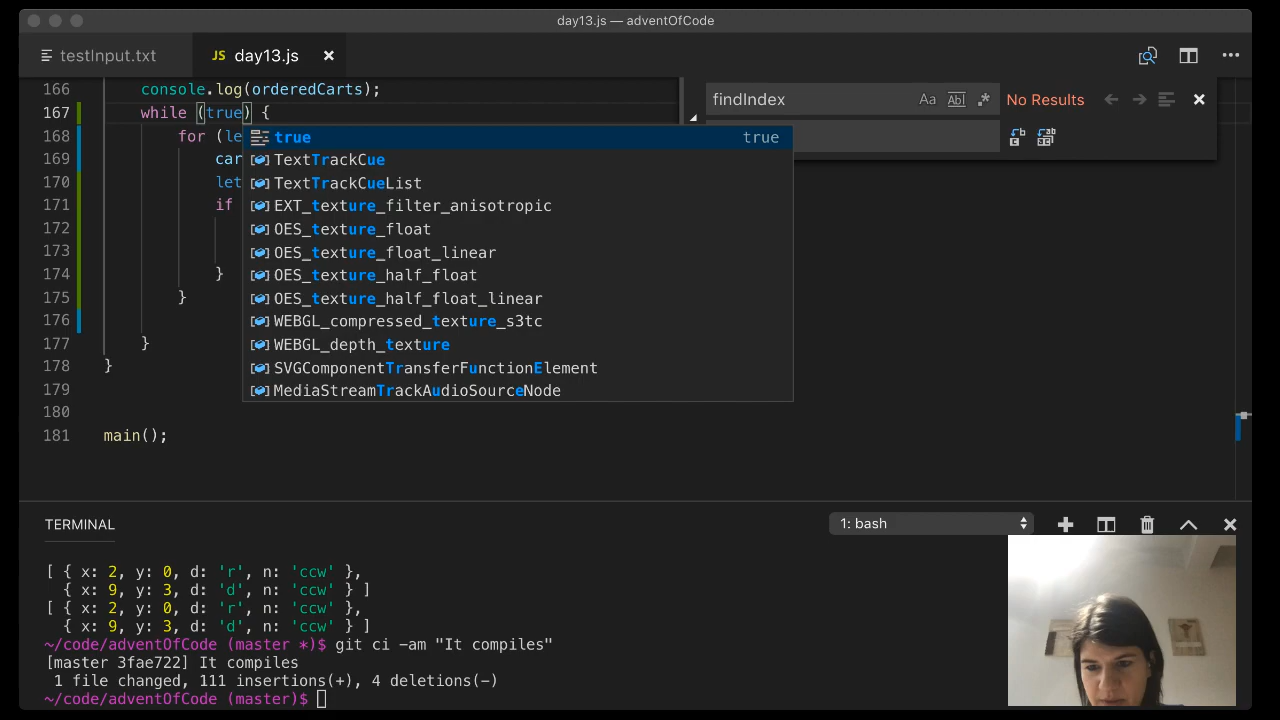 day13.js — adventOfCode
testInput.txt
JS day13.js
166 console.log(orderedCarts);
167 while (true) {
168 for (le
169 car
170 let
171 if
172
173
174 }
175 }
176
177 }
178 }
179
180
181 main();
true true
TextTrackCue
TextTrackCueList
EXT_texture_filter_anisotropic
OES_texture_float
OES_texture_float_linear
OES_texture_half_float
OES_texture_half_float_linear
WEBGL_compressed_texture_s3tc
WEBGL_depth_texture
SVGComponentTransferFunctionElement
MediaStreamTrackAudioSourceNode
findIndex Aa Abl .* No Results
TERMINAL
1: bash
[ { x: 2, y: 0, d: 'r', n: 'ccw' },
{ x: 9, y: 3, d: 'd', n: 'ccw' } ]
[ { x: 2, y: 0, d: 'r', n: 'ccw' },
{ x: 9, y: 3, d: 'd', n: 'ccw' } ]
~/code/adventOfCode (master *)$ git ci -am "It compiles"
[master 3fae722] It compiles
1 file changed, 111 insertions(+), 4 deletions(-)
~/code/adventOfCode (master)$